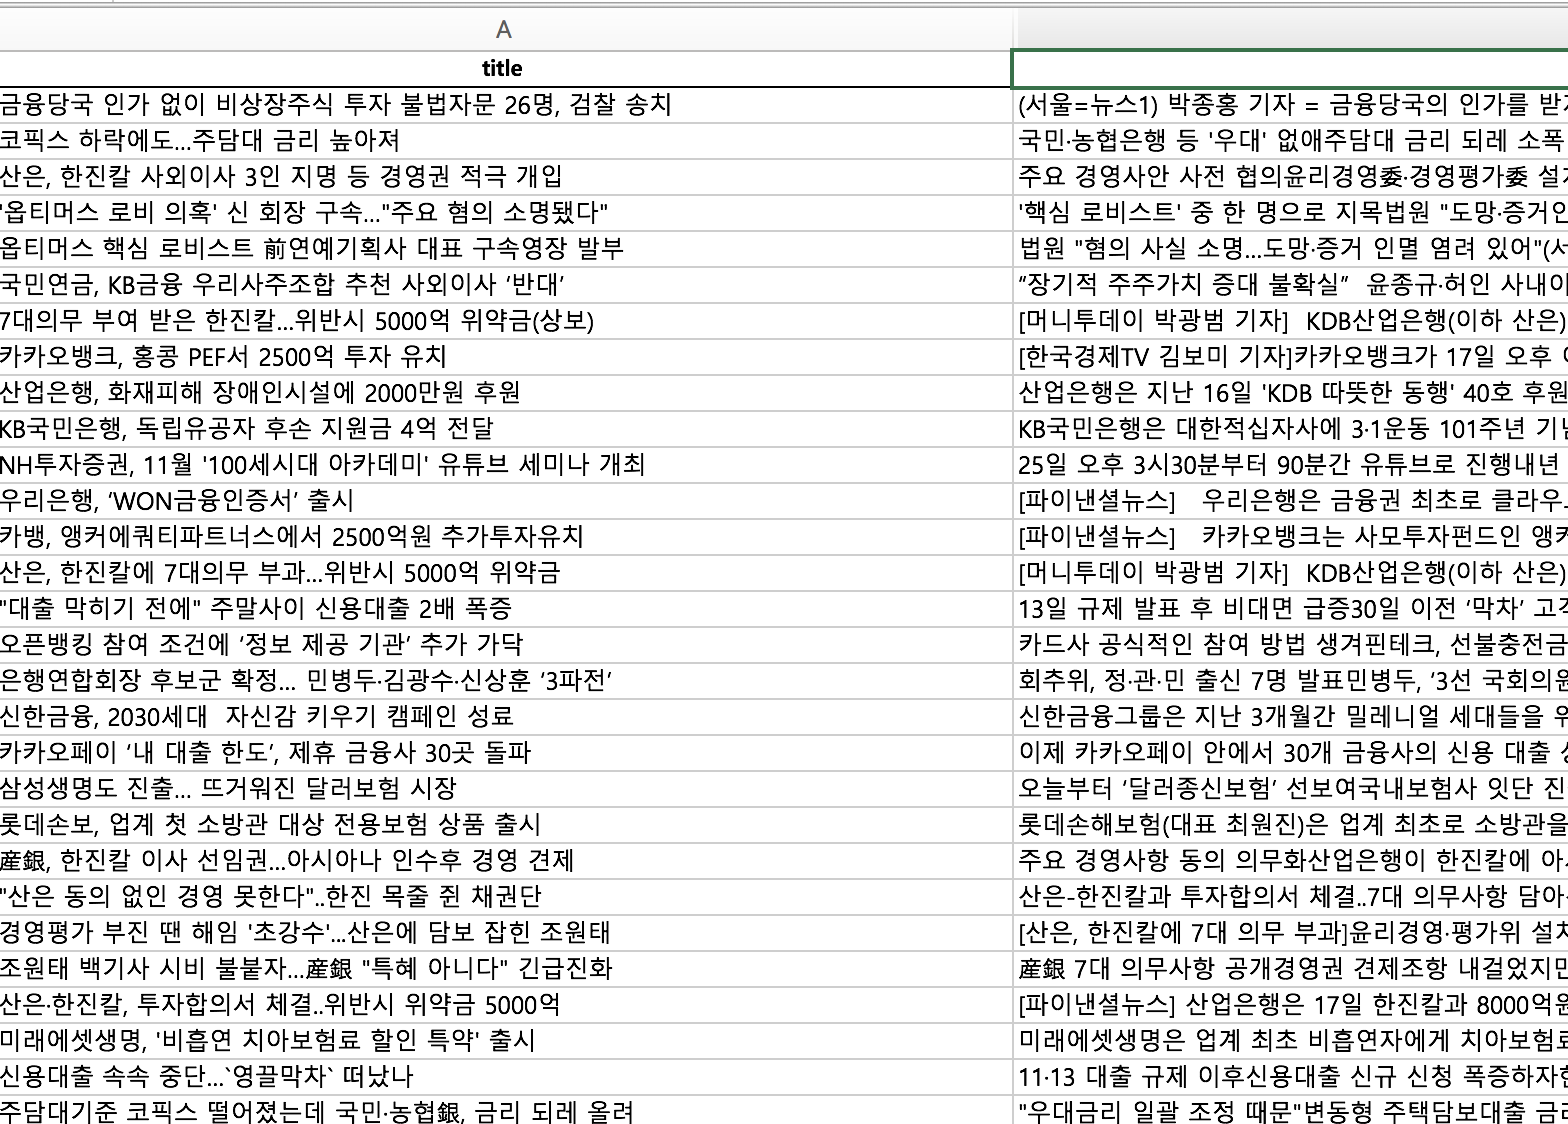 A
title
금융당국 인가 없이 비상장주식 투자 불법자문 26명, 검찰 송치 (서울=뉴스1) 박종홍 기자 = 금융당국의 인가를 받
코픽스 하락에도...주담대 금리 높아져 국민·농협은행 등 '우대' 없애주담대 금리 되레 소폭
산은, 한진칼 사외이사 3인 지명 등 경영권 적극 개입 주요 경영사안 사전 협의윤리경영委·경영평가委 설
'옵티머스 로비 의혹' 신 회장 구속..."주요 혐의 소명됐다" '핵심 로비스트' 중 한 명으로 지목법원 "도망·증거인
옵티머스 핵심 로비스트 前연예기획사 대표 구속영장 발부 법원 "혐의 사실 소명...도망·증거 인멸 염려 있어"(서
국민연금, KB금융 우리사주조합 추천 사외이사 ‘반대’ “장기적 주주가치 증대 불확실”  윤종규·허인 사내이
7대의무 부여 받은 한진칼...위반시 5000억 위약금(상보) [머니투데이 박광범 기자]  KDB산업은행(이하 산은)
카카오뱅크, 홍콩 PEF서 2500억 투자 유치 [한국경제TV 김보미 기자]카카오뱅크가 17일 오후
산업은행, 화재피해 장애인시설에 2000만원 후원 산업은행은 지난 16일 'KDB 따뜻한 동행' 40호 후원
KB국민은행, 독립유공자 후손 지원금 4억 전달 KB국민은행은 대한적십자사에 3·1운동 101주년 기념
NH투자증권, 11월 '100세시대 아카데미' 유튜브 세미나 개최 25일 오후 3시30분부터 90분간 유튜브로 진행내년
우리은행, ‘WON금융인증서’ 출시 [파이낸셜뉴스]   우리은행은 금융권 최초로 클라우
카뱅, 앵커에쿼티파트너스에서 2500억원 추가투자유치 [파이낸셜뉴스]   카카오뱅크는 사모투자펀드인 앵커
산은, 한진칼에 7대의무 부과...위반시 5000억 위약금 [머니투데이 박광범 기자]  KDB산업은행(이하 산은)
"대출 막히기 전에" 주말사이 신용대출 2배 폭증 13일 규제 발표 후 비대면 급증30일 이전 ‘막차’ 고객
오픈뱅킹 참여 조건에 ‘정보 제공 기관’ 추가 가닥 카드사 공식적인 참여 방법 생겨핀테크, 선불충전금
은행연합회장 후보군 확정... 민병두·김광수·신상훈 ‘3파전’ 회추위, 정·관·민 출신 7명 발표민병두, ‘3선 국회의원
신한금융, 2030세대  자신감 키우기 캠페인 성료 신한금융그룹은 지난 3개월간 밀레니얼 세대들을 위
카카오페이 ‘내 대출 한도’, 제휴 금융사 30곳 돌파 이제 카카오페이 안에서 30개 금융사의 신용 대출
삼성생명도 진출... 뜨거워진 달러보험 시장 오늘부터 ‘달러종신보험’ 선보여국내보험사 잇단 진
롯데손보, 업계 첫 소방관 대상 전용보험 상품 출시 롯데손해보험(대표 최원진)은 업계 최초로 소방관을
産銀, 한진칼 이사 선임권...아시아나 인수후 경영 견제 주요 경영사항 동의 의무화산업은행이 한진칼에 아
"산은 동의 없인 경영 못한다"..한진 목줄 쥔 채권단 산은-한진칼과 투자합의서 체결..7대 의무사항 담아
경영평가 부진 땐 해임 '초강수'...산은에 담보 잡힌 조원태 [산은, 한진칼에 7대 의무 부과]윤리경영·평가위 설치
조원태 백기사 시비 불붙자...産銀 "특혜 아니다" 긴급진화 産銀 7대 의무사항 공개경영권 견제조항 내걸었지만
산은·한진칼, 투자합의서 체결..위반시 위약금 5000억 [파이낸셜뉴스] 산업은행은 17일 한진칼과 8000억원
미래에셋생명, '비흡연 치아보험료 할인 특약' 출시 미래에셋생명은 업계 최초 비흡연자에게 치아보험료
신용대출 속속 중단...`영끌막차` 떠났나 11·13 대출 규제 이후신용대출 신규 신청 폭증하자한
주담대기준 코픽스 떨어졌는데 국민·농협銀, 금리 되레 올려 "우대금리 일괄 조정 때문"변동형 주택담보대출 금리